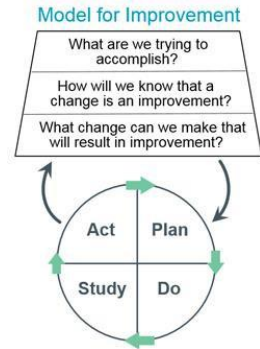 Model for Improvement
What are we trying to
accomplish?
How will we know that a
change is an improvement?
What change can we make that
will result in improvement?
Act
Plan
Study
Do